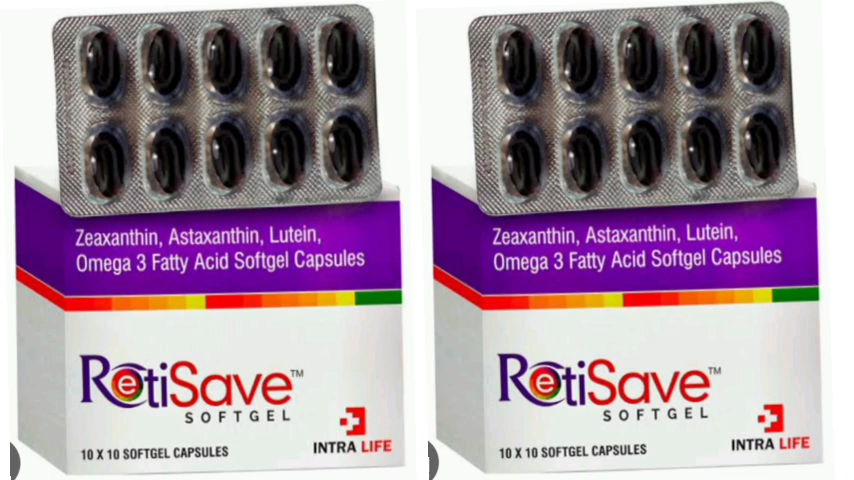 Zeaxanthin, Astaxanthin, Lutein,
Omega 3 Fatty Acid Softgel Capsules
RetiSave™
SOFTGEL
INTRA LIFE
10 X 10 SOFTGEL CAPSULES
Zeaxanthin, Astaxanthin, Lutein,
Omega 3 Fatty Acid Softgel Capsules
RetiSave™
SOFTGEL
INTRA LIFE
10 X 10 SOFTGEL CAPSULES